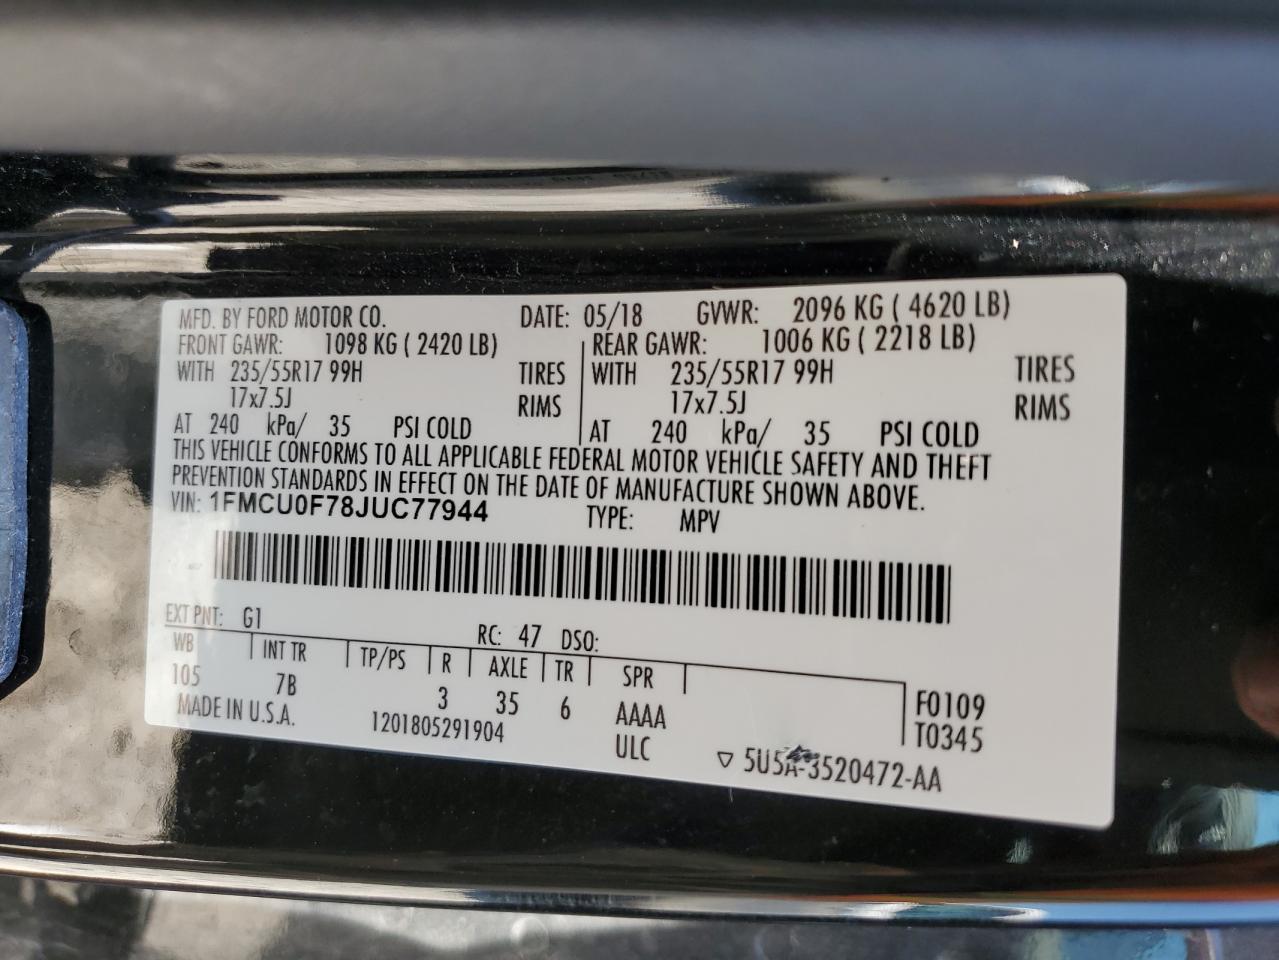 MFD. BY FORD MOTOR CO. DATE: 05/18 GVWR: 2096 KG ( 4620 LB)
FRONT GAWR: 1098 KG ( 2420 LB) REAR GAWR: 1006 KG ( 2218 LB)
WITH 235/55R17 99H TIRES WITH 235/55R17 99H TIRES
17x7.5J RIMS 17x7.5J RIMS
AT 240 kPa/ 35 PSI COLD AT 240 kPa/ 35 PSI COLD
THIS VEHICLE CONFORMS TO ALL APPLICABLE FEDERAL MOTOR VEHICLE SAFETY AND THEFT
PREVENTION STANDARDS IN EFFECT ON THE DATE OF MANUFACTURE SHOWN ABOVE.
VIN: 1FMCU0F78JUC77944 TYPE: MPV
EXT PNT: G1 RC: 47 DSO:
WB INT TR TP/PS R AXLE TR SPR
105 7B 3 35 6 AAAA F0109
MADE IN U.S.A. 1201805291904 ULC T0345
▽ 5U5A-3520472-AA